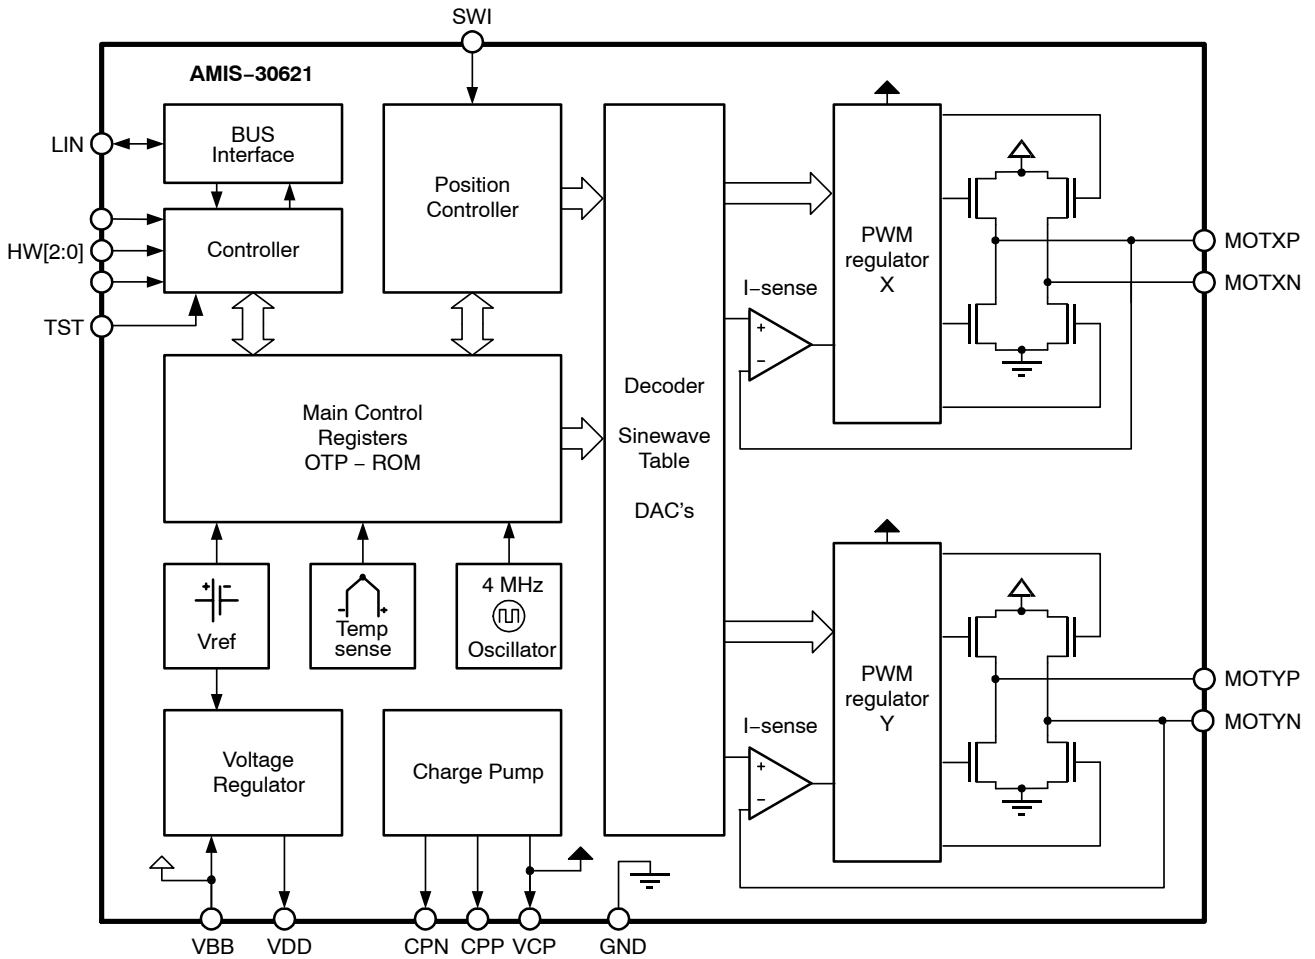 SWI
AMIS−30621
LIN
BUS
Interface
HW[2:0]
Controller
TST
Position
Controller
Main Control
Registers
OTP − ROM
+ −
Vref
− +
Temp
sense
4 MHz
Oscillator
Voltage
Regulator
Charge Pump
Decoder
Sinewave
Table
DAC's
I−sense
+
−
PWM
regulator
X
MOTXP
MOTXN
I−sense
+
−
PWM
regulator
Y
MOTYP
MOTYN
VBB
VDD
CPN
CPP
VCP
GND